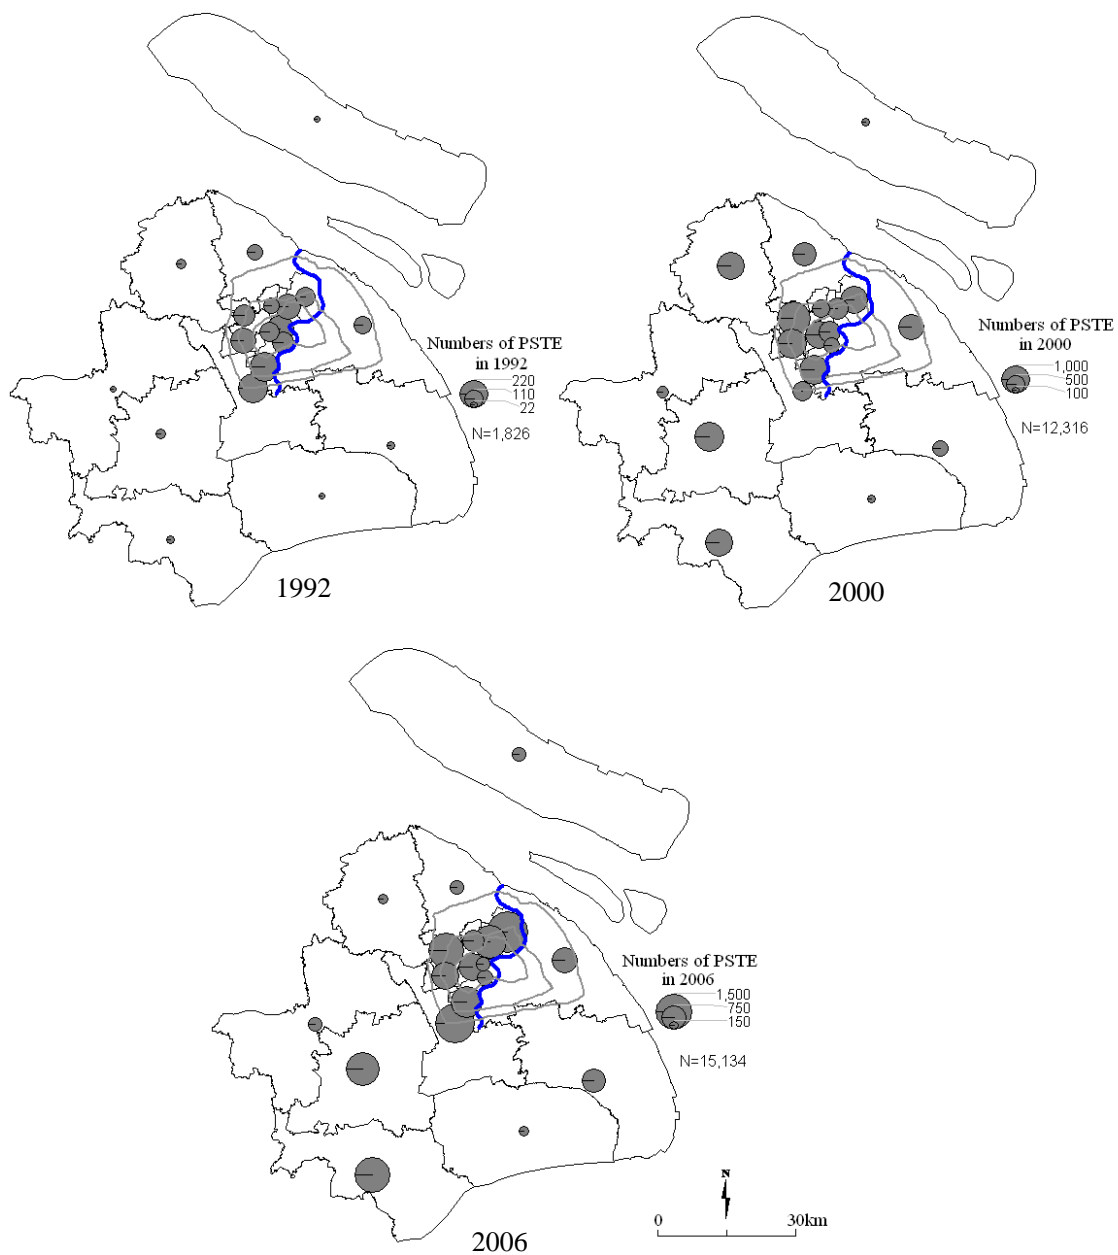 Numbers of PSTE
in 1992
220
110
22
N=1,826
1992
Numbers of PSTE
in 2000
1,000
500
100
N=12,316
2000
Numbers of PSTE
in 2006
1,500
750
150
N=15,134
2006
N
0 30km